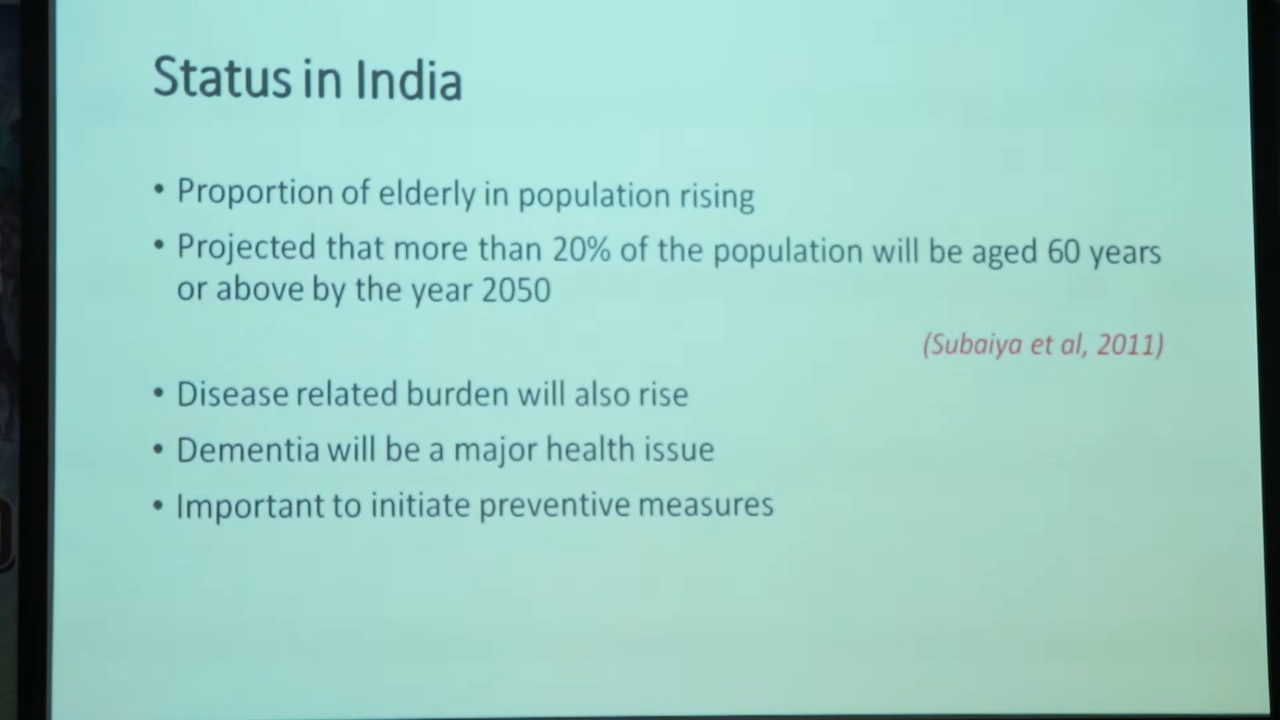 Status in India
• Proportion of elderly in population rising
• Projected that more than 20% of the population will be aged 60 years
or above by the year 2050
(Subaiya et al, 2011)
• Disease related burden will also rise
• Dementia will be a major health issue
• Important to initiate preventive measures